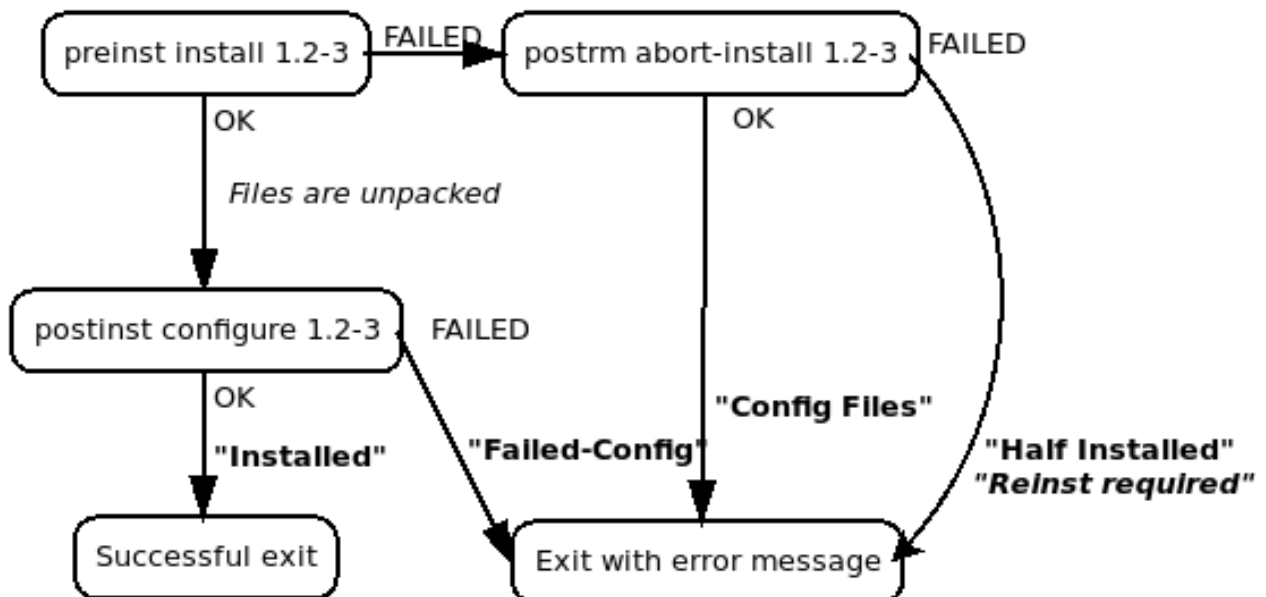 preinst install 1.2-3
FAILED
postrm abort-install 1.2-3
FAILED
OK
OK
Files are unpacked
postinst configure 1.2-3
FAILED
OK
"Installed"
"Failed-Config"
"Config Files"
"Half Installed"
"Reinst required"
Successful exit
Exit with error message